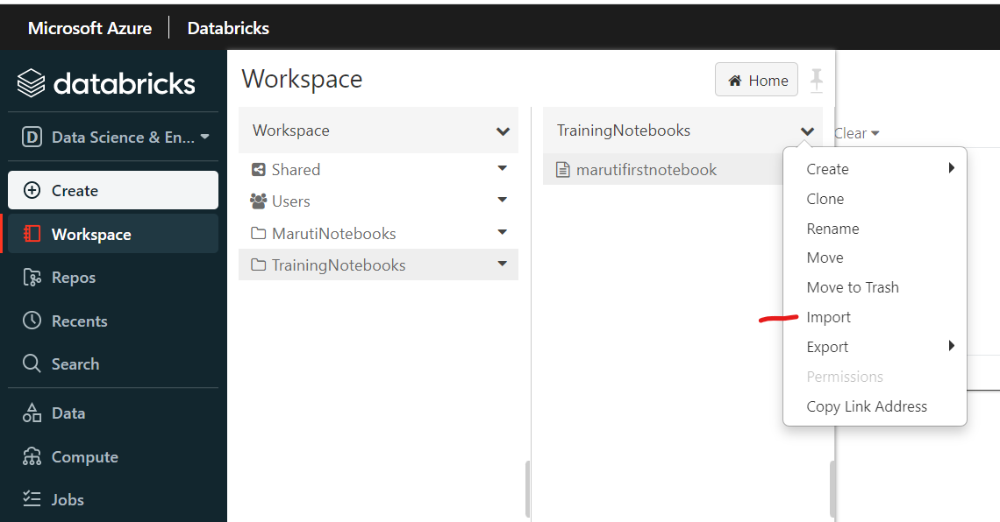 Microsoft Azure Databricks
databricks
Data Science & En...
Create
Workspace
Repos
Recents
Search
Data
Compute
Jobs
Workspace
Home
Workspace
Shared
Users
MarutiNotebooks
TrainingNotebooks
TrainingNotebooks
marutifirstnotebook
Clear
Create
Clone
Rename
Move
Move to Trash
Import
Export
Permissions
Copy Link Address